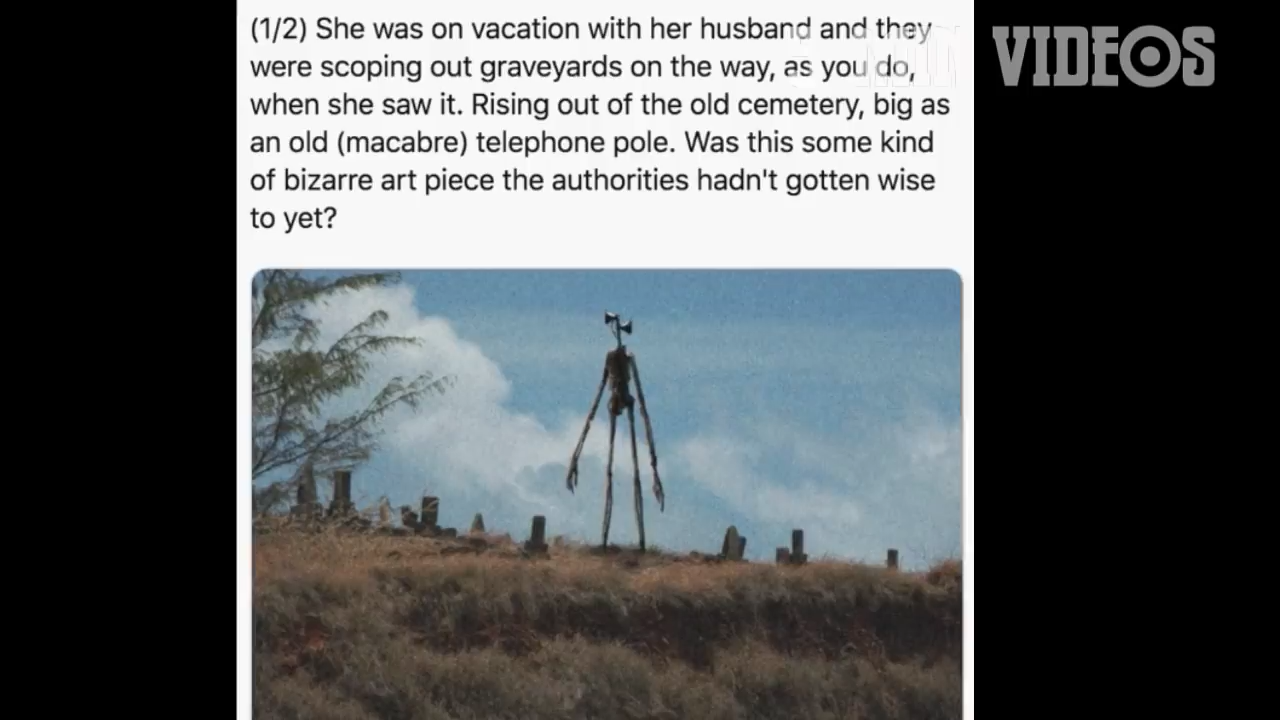 (1/2) She was on vacation with her husband and they
were scoping out graveyards on the way, as you do,
when she saw it. Rising out of the old cemetery, big as
an old (macabre) telephone pole. Was this some kind
of bizarre art piece the authorities hadn't gotten wise
to yet?
VIDEOS